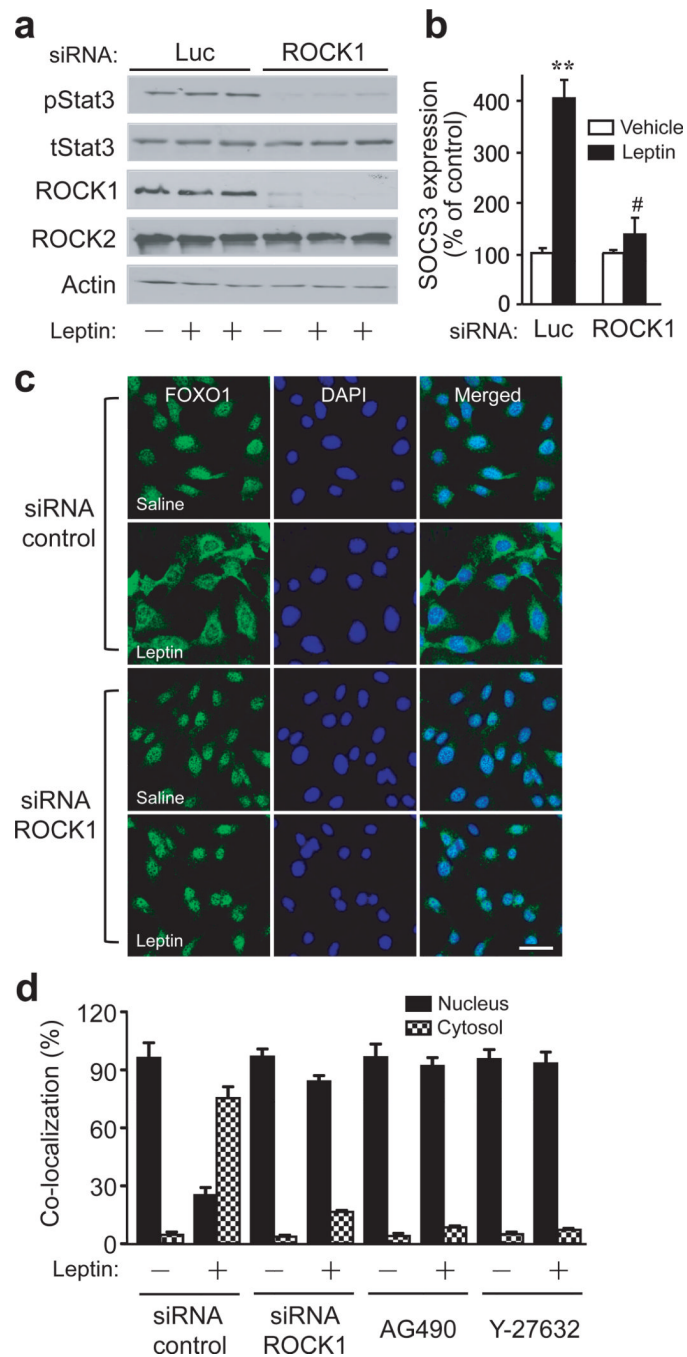 a
siRNA: Luc ROCK1
pStat3
tStat3
ROCK1
ROCK2
Actin
Leptin: — + + — + +
b
SOCS3 expression
(% of control)
400
300
200
100
0
**
#
Vehicle
Leptin
siRNA: Luc ROCK1
c
FOXO1 DAPI Merged
siRNA
control
Saline
Leptin
siRNA
ROCK1
Saline
Leptin
d
Co-localization (%)
120
90
60
30
0
Nucleus
Cytosol
Leptin: — + — + — + — +
siRNA
control
siRNA
ROCK1
AG490
Y-27632